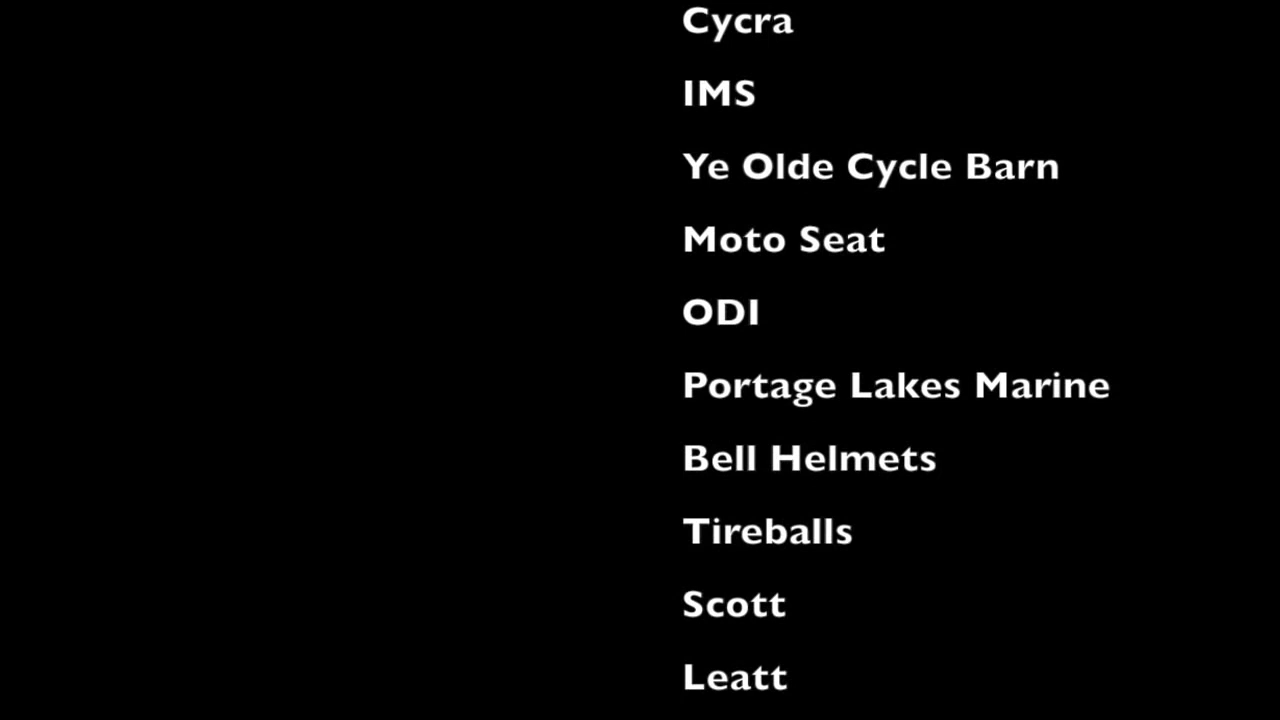 Cycra
IMS
Ye Olde Cycle Barn
Moto Seat
ODI
Portage Lakes Marine
Bell Helmets
Tireballs
Scott
Leatt